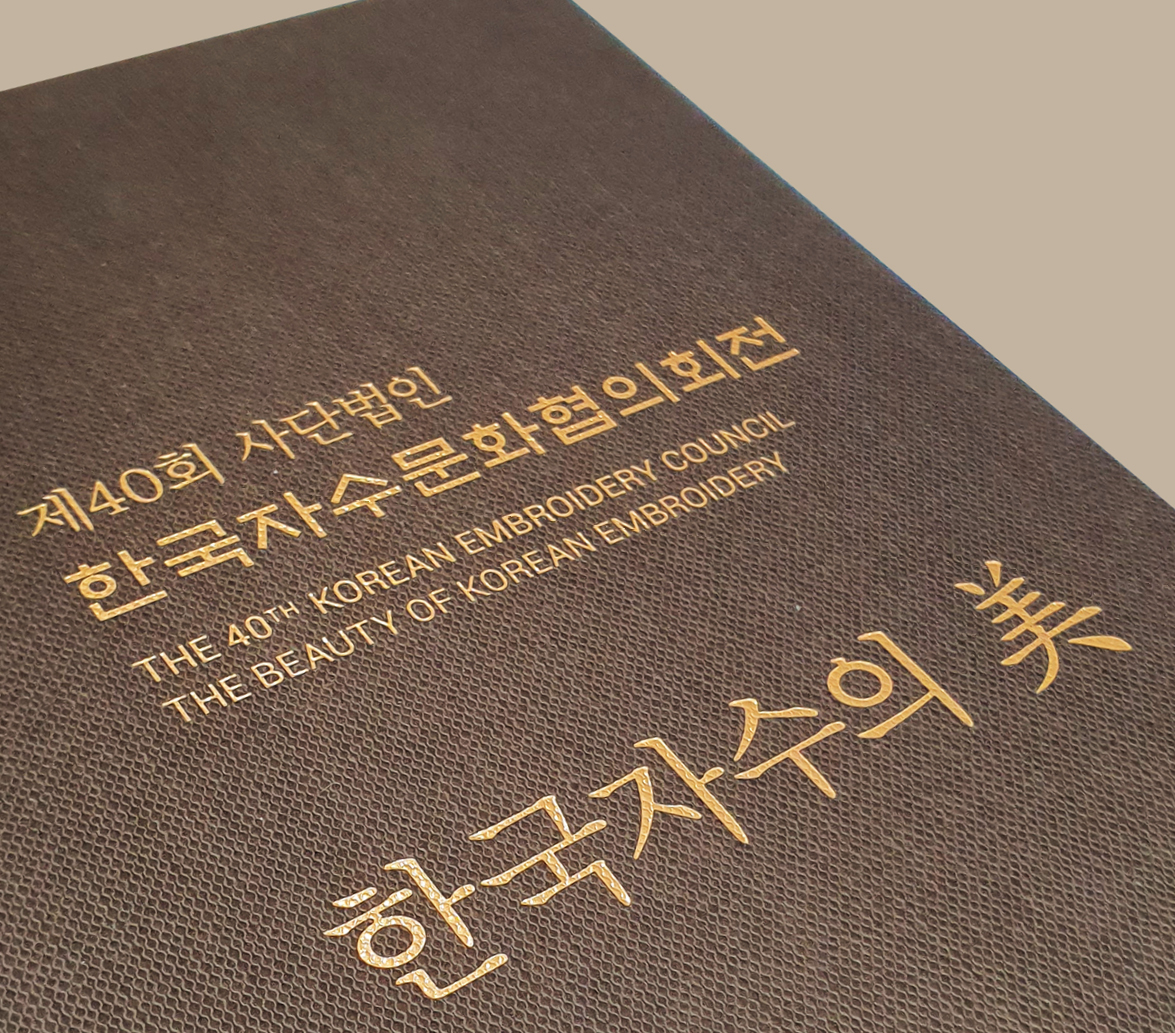 제40회 사단법인
한국자수문화협의회전
THE 40TH KOREAN EMBROIDERY COUNCIL
THE BEAUTY OF KOREAN EMBROIDERY
한국자수의 美